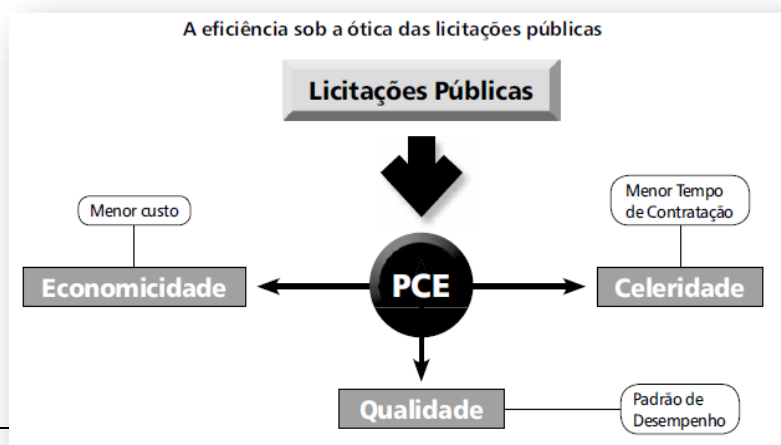 A eficiência sob a ótica das licitações públicas
Licitações Públicas
Menor custo
Menor Tempo
de Contratação
Economicidade
PCE
Celeridade
Qualidade
Padrão de
Desempenho